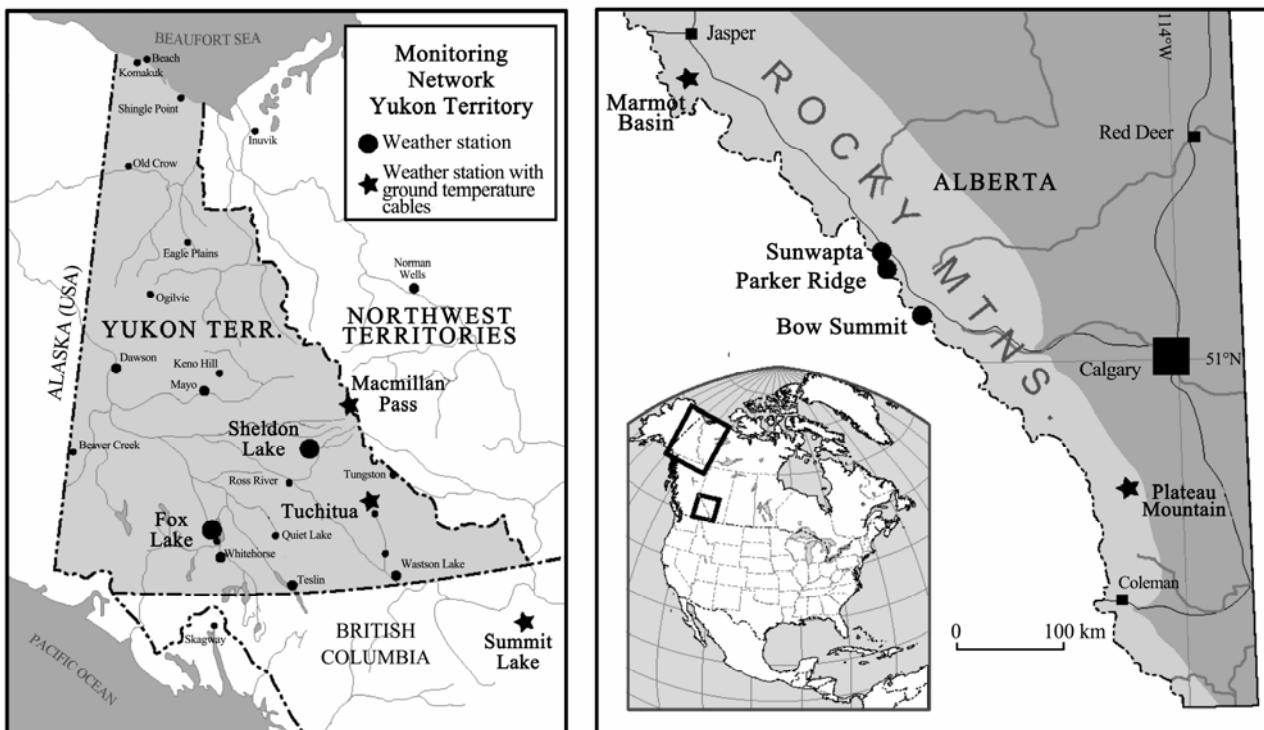 BEAUFORT SEA
Beach
Komakuk
Shingle Point
Inuvik
Old Crow
Eagle Plains
Norman
Wells
Ogilvie
ALASKA (USA)
YUKON TERR.
NORTHWEST
TERRITORIES
Dawson
Keno Hill
Mayo
Macmillan
Pass
Sheldon
Lake
Beaver Creek
Ross River
Tungston
Tuchitua
Fox
Lake
Quiet Lake
Whitehorse
Wastson Lake
Teslin
Skagway
BRITISH
COLUMBIA
Summit
Lake
PACIFIC OCEAN
Monitoring
Network
Yukon Territory
Weather station
Weather station with
ground temperature
cables
Jasper
114°W
Marmot
Basin
ROCKY MTNS.
Red Deer
ALBERTA
Sunwapta
Parker Ridge
Bow Summit
Calgary
51°N
Plateau
Mountain
Coleman
0 100 km